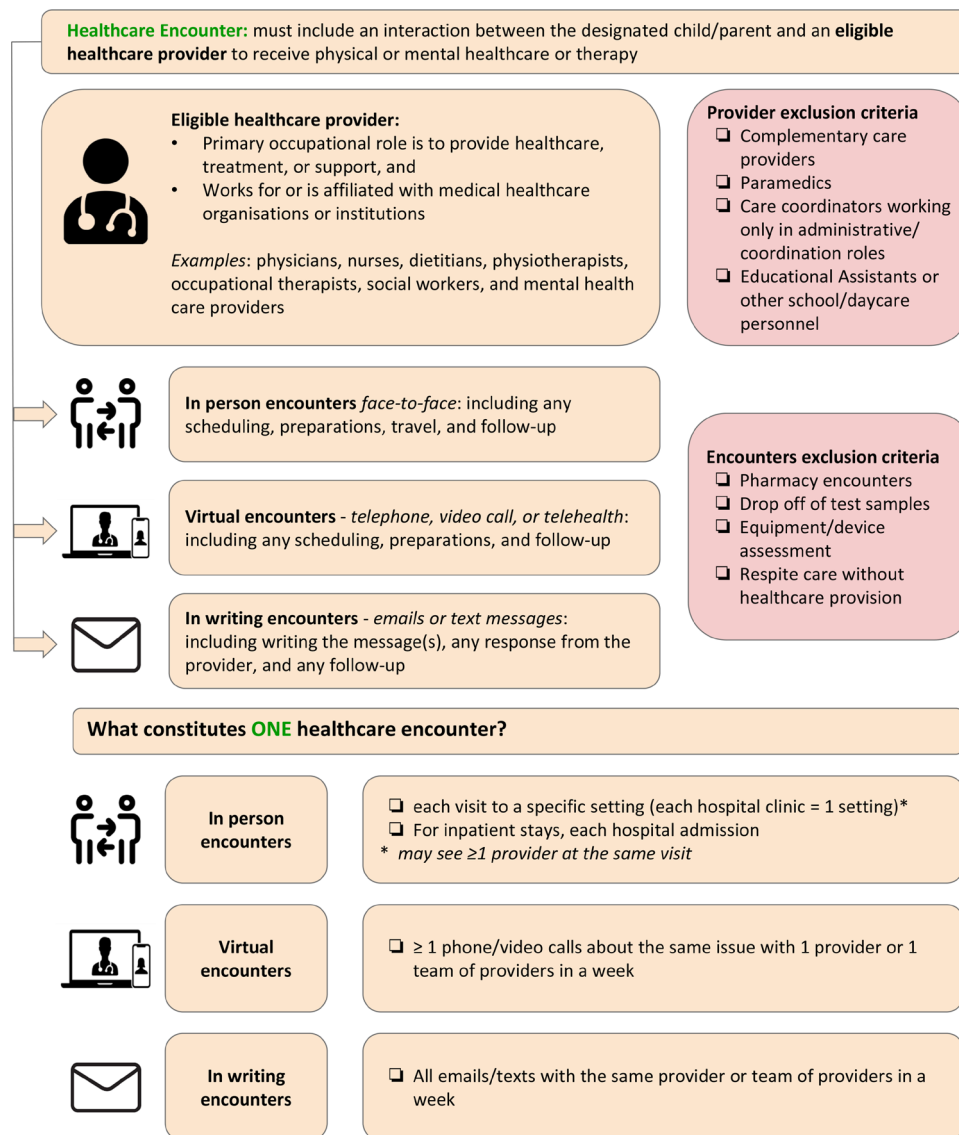 Healthcare Encounter: must include an interaction between the designated child/parent and an eligible
healthcare provider to receive physical or mental healthcare or therapy
Eligible healthcare provider:
• Primary occupational role is to provide healthcare,
treatment, or support, and
• Works for or is affiliated with medical healthcare
organisations or institutions
Examples: physicians, nurses, dietitians, physiotherapists,
occupational therapists, social workers, and mental health
care providers
Provider exclusion criteria
❏ Complementary care
providers
❏ Paramedics
❏ Care coordinators working
only in administrative/
coordination roles
❏ Educational Assistants or
other school/daycare
personnel
In person encounters face-to-face: including any
scheduling, preparations, travel, and follow-up
Virtual encounters - telephone, video call, or telehealth:
including any scheduling, preparations, and follow-up
In writing encounters - emails or text messages:
including writing the message(s), any response from the
provider, and any follow-up
Encounters exclusion criteria
❏ Pharmacy encounters
❏ Drop off of test samples
❏ Equipment/device
assessment
❏ Respite care without
healthcare provision
What constitutes ONE healthcare encounter?
In person
encounters
❏ each visit to a specific setting (each hospital clinic = 1 setting)*
❏ For inpatient stays, each hospital admission
* may see ≥1 provider at the same visit
Virtual
encounters
❏ ≥ 1 phone/video calls about the same issue with 1 provider or 1
team of providers in a week
In writing
encounters
❏ All emails/texts with the same provider or team of providers in a
week